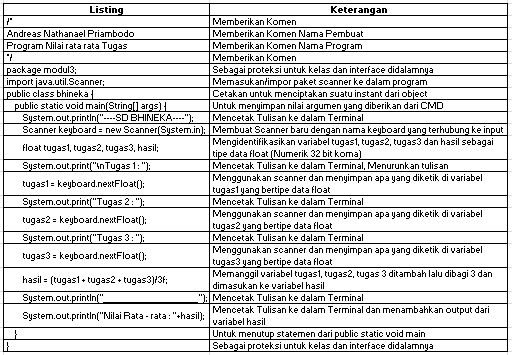 Listing Keterangan
/* Memberikan Komen
Andreas Nathanael Priambodo Memberikan Komen Nama Pembuat
Program Nilai rata rata Tugas Memberikan Komen Nama Program
*/ Memberikan Komen
package modul3; Sebagai proteksi untuk kelas dan interface didalamnya
import java.util.Scanner; Memasukan/impor paket scanner ke dalam program
public class bhineka { Cetakan untuk menciptakan suatu instant dari object
public static void main(String[] args) { Untuk menyimpan nilai argumen yang diberikan dari CMD
System.out.println("----SD BHINEKA----"); Mencetak Tulisan ke dalam Terminal
Scanner keyboard = new Scanner(System.in); Membuat Scanner baru dengan nama keyboard yang terhubung ke input
float tugas1, tugas2, tugas3, hasil; Mengidentifikasikan variabel tugas1, tugas2, tugas3 dan hasil sebagai
tipe data float (Numerik 32 bit koma)
System.out.print("\nTugas 1 : "); Mencetak Tulisan ke dalam Terminal, Menurunkan tulisan
tugas1 = keyboard.nextFloat(); Menggunakan scanner dan menyimpan apa yang diketik di variabel
tugas1 yang bertipe data float
System.out.print("Tugas 2 : "); Mencetak Tulisan ke dalam Terminal
tugas2 = keyboard.nextFloat(); Menggunakan scanner dan menyimpan apa yang diketik di variabel
tugas2 yang bertipe data float
System.out.print("Tugas 3 : "); Mencetak Tulisan ke dalam Terminal
tugas3 = keyboard.nextFloat(); Menggunakan scanner dan menyimpan apa yang diketik di variabel
tugas3 yang bertipe data float
hasil = (tugas1 + tugas2 + tugas3)/3f; Memanggil variabel tugas1, tugas2, tugas 3 ditambah lalu dibagi 3 dan
dimasukan ke variabel hasil
System.out.println("____________________"); Mencetak Tulisan ke dalam Terminal
System.out.println("Nilai Rata - rata : "+hasil); Mencetak Tulisan ke dalam Terminal dan menambahkan output dari
variabel hasil
} Untuk menutup statemen dari public static void main
} Sebagai proteksi untuk kelas dan interface didalamnya